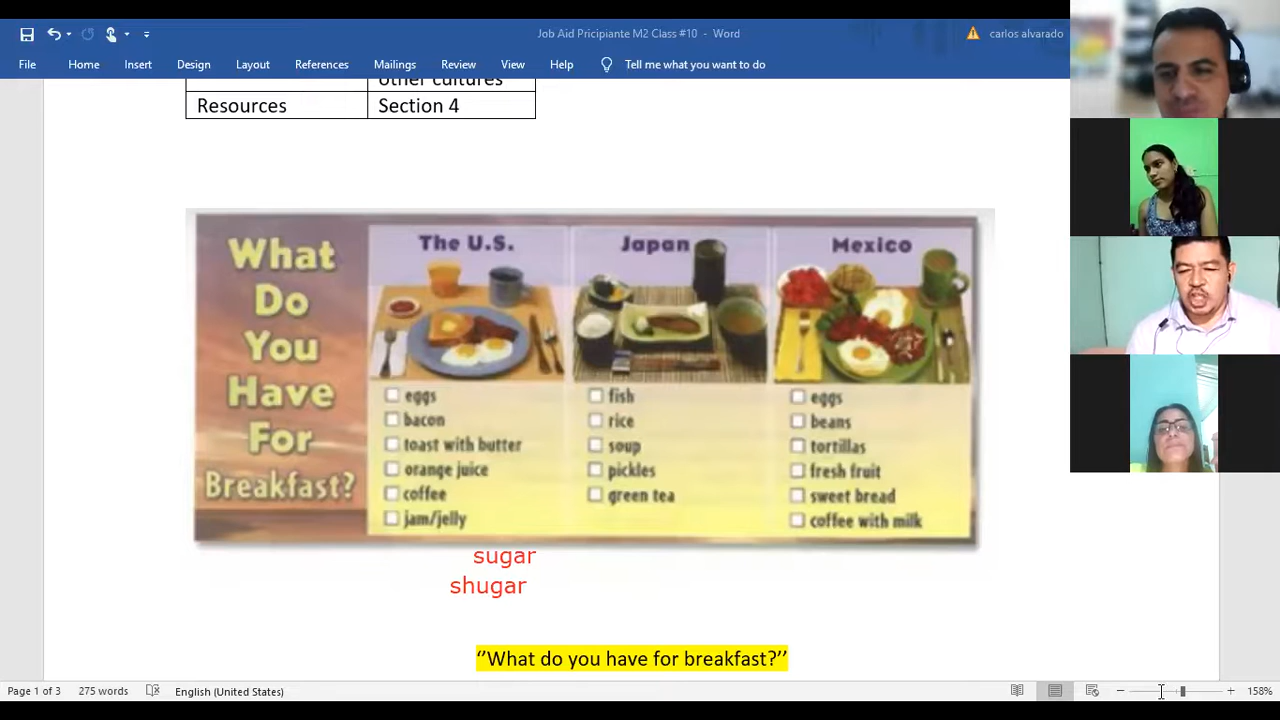 Job Aid Pricipiante M2 Class #10 - Word
carlos alvarado
File Home Insert Design Layout References Mailings Review View Help Tell me what you want to do
other cultures
Resources Section 4
What
Do
You
Have
For
Breakfast?
The U.S.
eggs
bacon
toast with butter
orange juice
coffee
jam/jelly
Japan
fish
rice
soup
pickles
green tea
Mexico
eggs
beans
tortillas
fresh fruit
sweet bread
coffee with milk
sugar
shugar
‘’What do you have for breakfast?’’
Page 1 of 3 275 words English (United States) 158%